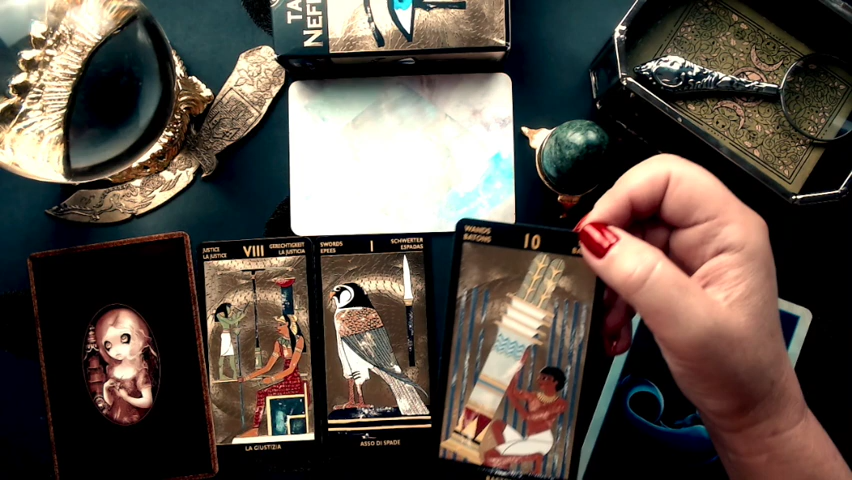 TA
NEF
JUSTICE
LA JUSTICE
VIII
GERECHTIGKEIT
LA JUSTICIA
LA GIUSTIZIA
SWORDS
EPEES
I
SCHWERTER
ESPADAS
ASSO DI SPADE
WANDS
BATONS
10